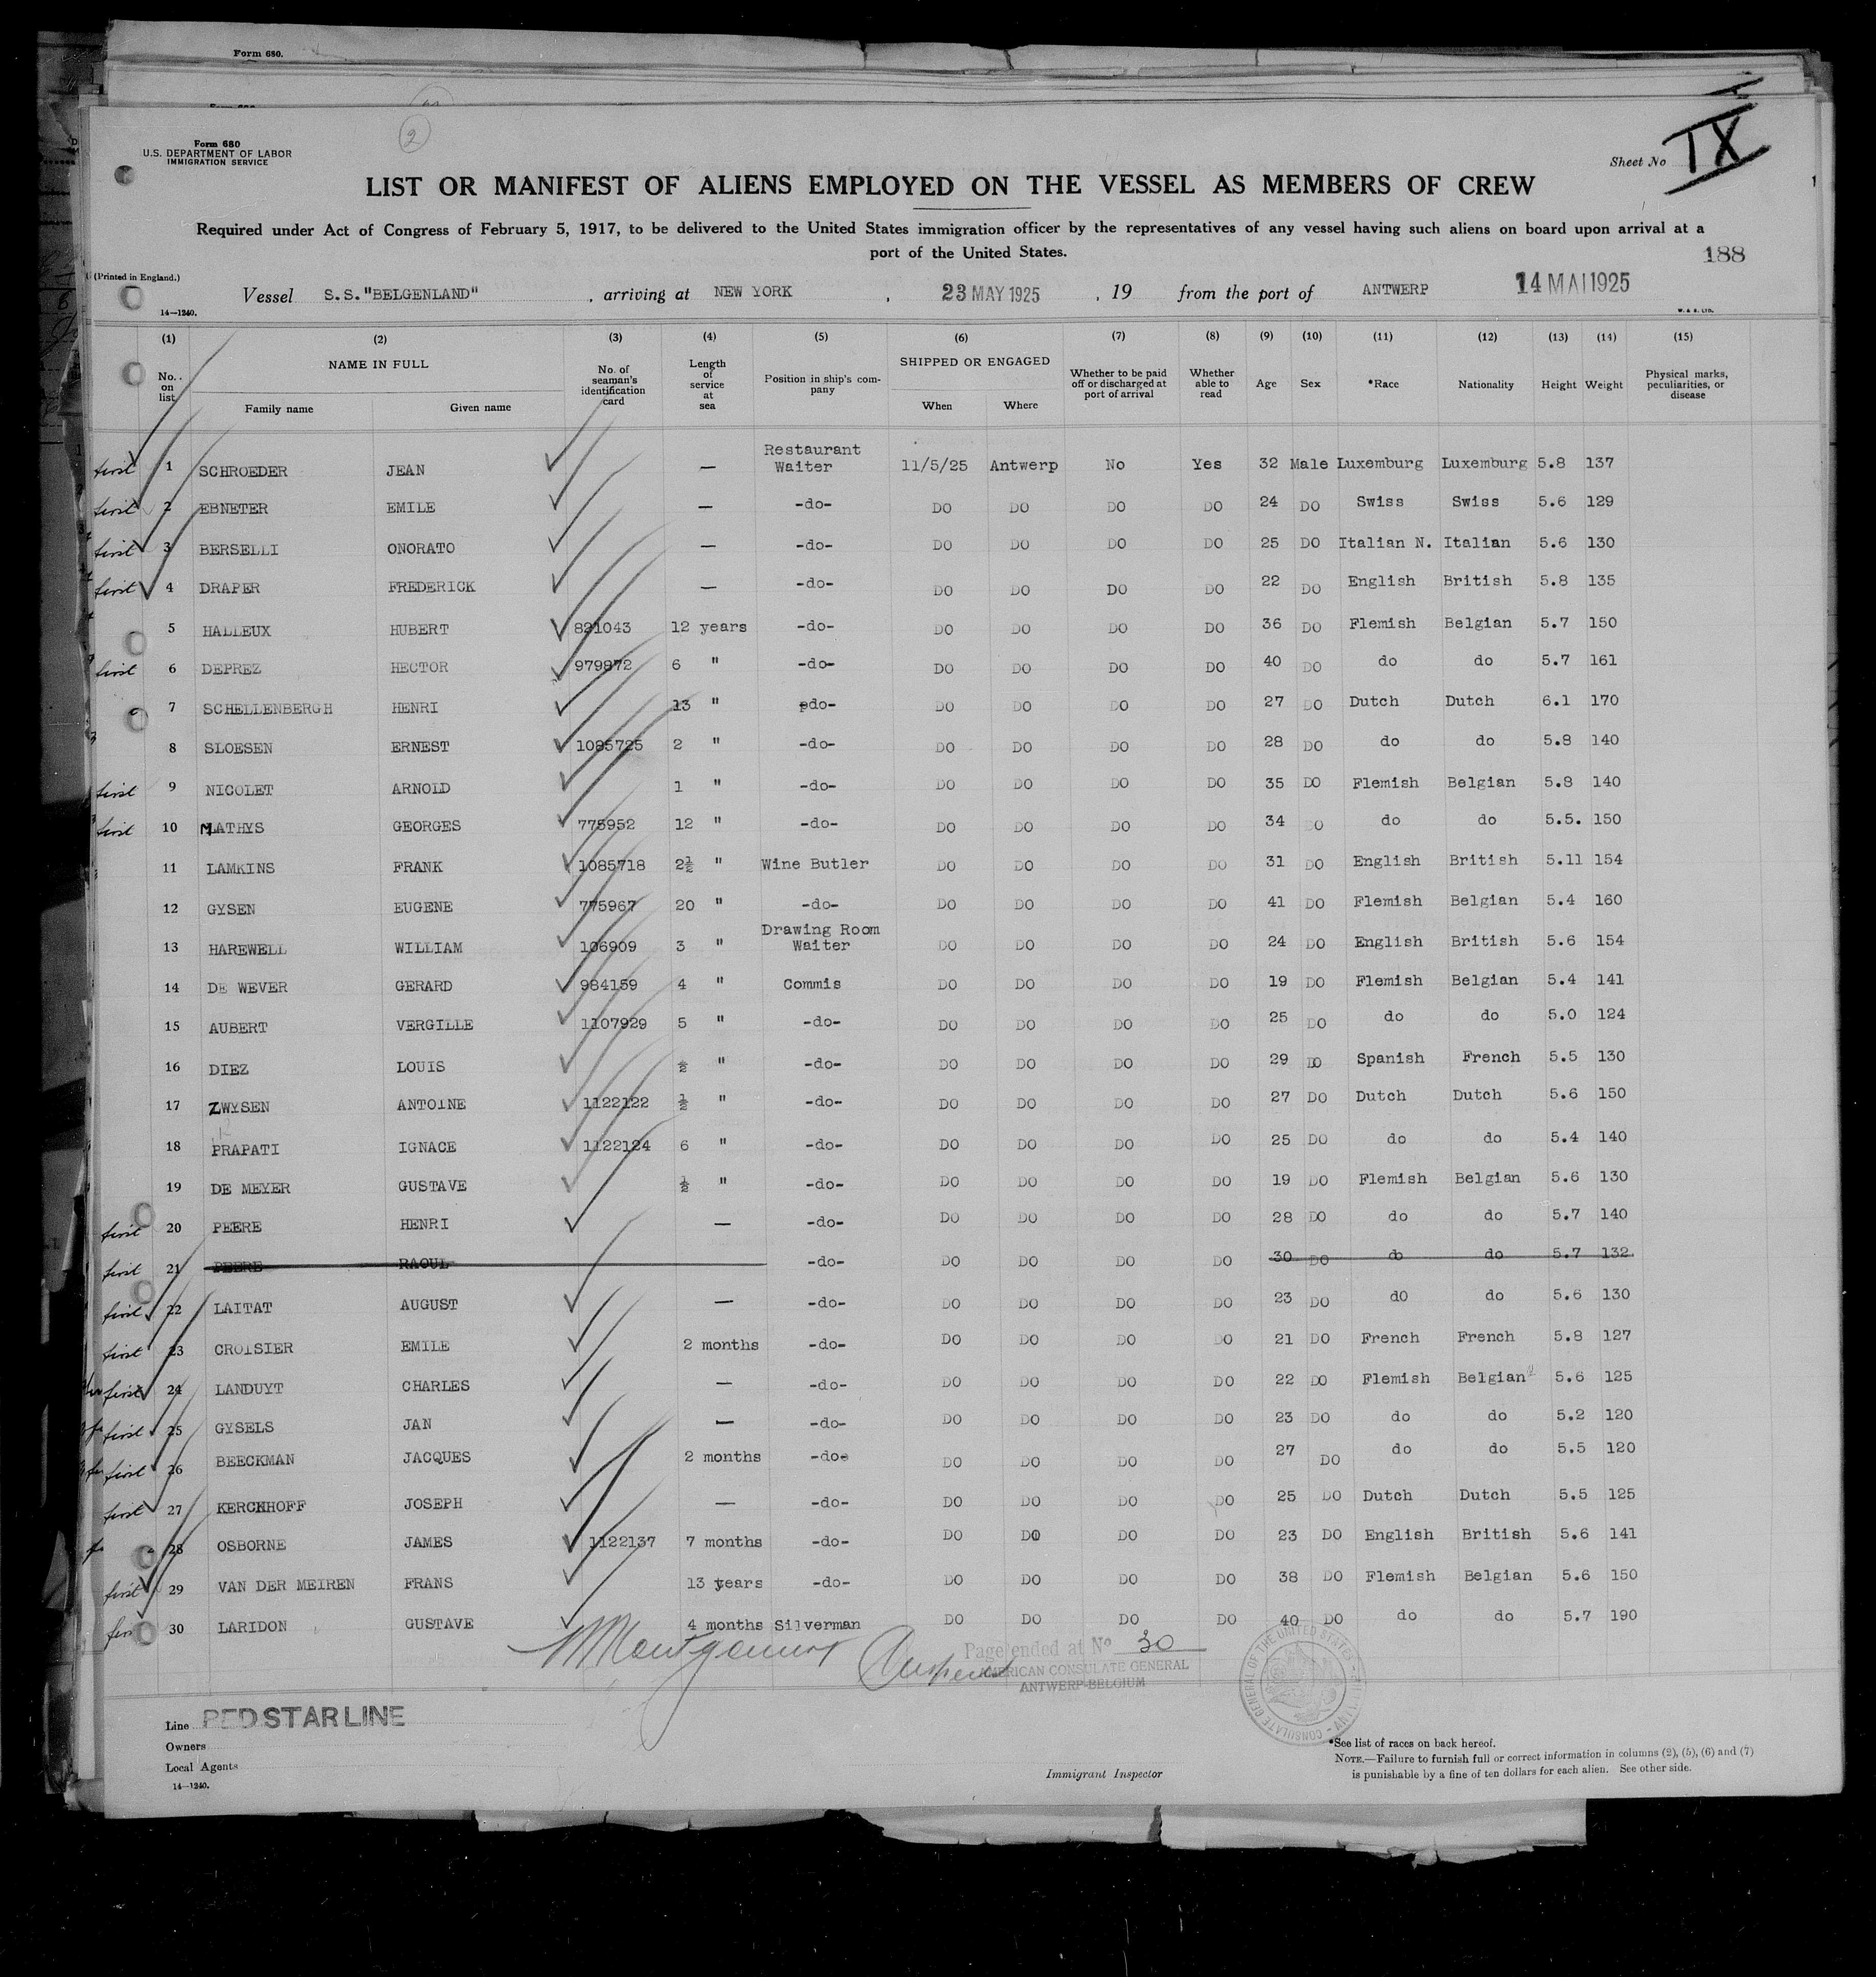 Form 680.
2
Form 680
U.S. DEPARTMENT OF LABOR
IMMIGRATION SERVICE
Sheet No IX
LIST OR MANIFEST OF ALIENS EMPLOYED ON THE VESSEL AS MEMBERS OF CREW
Required under Act of Congress of February 5, 1917, to be delivered to the United States immigration officer by the representatives of any vessel having such aliens on board upon arrival at a
port of the United States.
188
(Printed in England.)
Vessel S.S."BELGENLAND", arriving at NEW YORK, 23 MAY 1925, 19 from the port of ANTWERP 14 MAI 1925
14—1240.
W. & S. LTD.
(1) (2) (3) (4) (5) (6) (7) (8) (9) (10) (11) (12) (13) (14) (15)
No. on list
NAME IN FULL
Family name Given name
No. of seaman's identification card
Length of service at sea
Position in ship's company
SHIPPED OR ENGAGED
When Where
Whether to be paid off or discharged at port of arrival
Whether able to read
Age Sex *Race Nationality Height Weight
Physical marks, peculiarities, or disease
first 1 SCHROEDER JEAN — Restaurant Waiter 11/5/25 Antwerp No Yes 32 Male Luxemburg Luxemburg 5.8 137
first 2 EBNETER EMILE — -do- DO DO DO DO 24 DO Swiss Swiss 5.6 129
first 3 BERSELLI ONORATO — -do- DO DO DO DO 25 DO Italian N. Italian 5.6 130
first 4 DRAPER FREDERICK — -do- DO DO DO DO 22 DO English British 5.8 135
5 HALLEUX HUBERT 821043 12 years -do- DO DO DO DO 36 DO Flemish Belgian 5.7 150
first 6 DEPREZ HECTOR 979872 6 " -do- DO DO DO DO 40 DO do do 5.7 161
7 SCHELLENBERGH HENRI 13 " -do- DO DO DO DO 27 DO Dutch Dutch 6.1 170
8 SLOESEN ERNEST 1085725 2 " -do- DO DO DO DO 28 DO do do 5.8 140
first 9 NICOLET ARNOLD 1 " -do- DO DO DO DO 35 DO Flemish Belgian 5.8 140
first 10 MATHYS GEORGES 775952 12 " -do- DO DO DO DO 34 DO do do 5.5. 150
11 LAMKINS FRANK 1085718 2½ " Wine Butler DO DO DO DO 31 DO English British 5.11 154
12 GYSEN EUGENE 775967 20 " -do- DO DO DO DO 41 DO Flemish Belgian 5.4 160
13 HAREWELL WILLIAM 106909 3 " Drawing Room Waiter DO DO DO DO 24 DO English British 5.6 154
14 DE WEVER GERARD 984159 4 " Commis DO DO DO DO 19 DO Flemish Belgian 5.4 141
15 AUBERT VERGILLE 1107929 5 " -do- DO DO DO DO 25 DO do do 5.0 124
16 DIEZ LOUIS ½ " -do- DO DO DO DO 29 DO Spanish French 5.5 130
17 ZWYSEN ANTOINE 1122122 ½ " -do- DO DO DO DO 27 DO Dutch Dutch 5.6 150
18 PRAPATI IGNACE 1122124 6 " -do- DO DO DO DO 25 DO do do 5.4 140
19 DE MEYER GUSTAVE ½ " -do- DO DO DO DO 19 DO Flemish Belgian 5.6 130
first 20 PEERE HENRI — -do- DO DO DO DO 28 DO do do 5.7 140
first 21 PEERE RAOUL -do- DO DO DO DO 30 DO do do 5.7 132
first 22 LAITAT AUGUST — -do- DO DO DO DO 23 DO dO do 5.6 130
first 23 CROISIER EMILE 2 months -do- DO DO DO DO 21 DO French French 5.8 127
first 24 LANDUYT CHARLES — -do- DO DO DO DO 22 DO Flemish Belgian 5.6 125
first 25 GYSELS JAN — -do- DO DO DO DO 23 DO do do 5.2 120
first 26 BEECKMAN JACQUES 2 months -do- DO DO DO DO 27 DO do do 5.5 120
first 27 KERCKHOFF JOSEPH — -do- DO DO DO DO 25 DO Dutch Dutch 5.5 125
28 OSBORNE JAMES 1122137 7 months -do- DO DO DO DO 23 DO English British 5.6 141
first 29 VAN DER MEIREN FRANS 13 years -do- DO DO DO DO 38 DO Flemish Belgian 5.6 150
first 30 LARIDON GUSTAVE 4 months Silverman DO DO DO DO 40 DO do do 5.7 190
Montgomery
Page ended at No 30
AMERICAN CONSULATE GENERAL
ANTWERP-BELGIUM
Line RED STAR LINE
Owners
Local Agents
14—1240.
Immigrant Inspector
*See list of races on back hereof.
NOTE.—Failure to furnish full or correct information in columns (2), (5), (6) and (7)
is punishable by a fine of ten dollars for each alien. See other side.